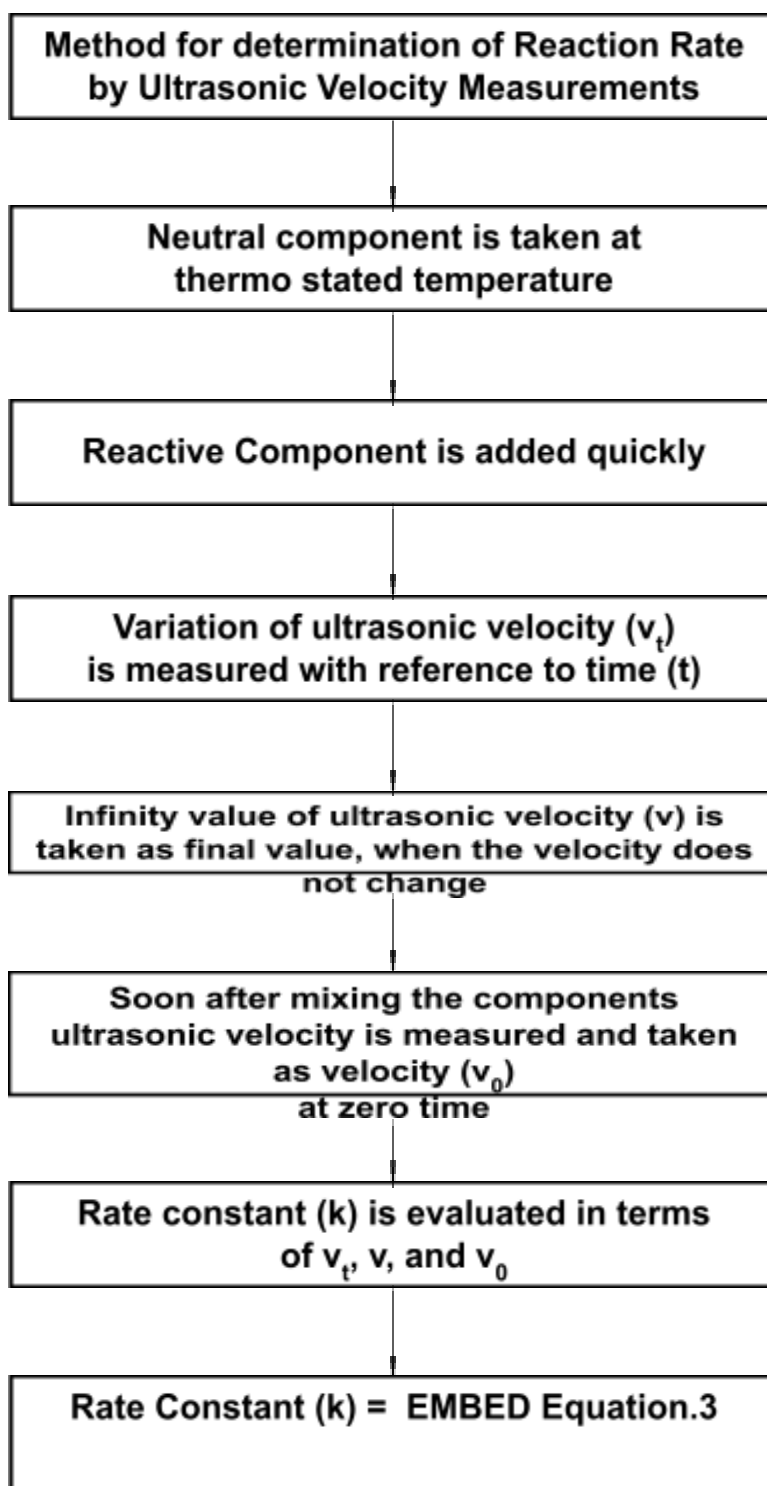 Method for determination of Reaction Rate
by Ultrasonic Velocity Measurements
Neutral component is taken at
thermo stated temperature
Reactive Component is added quickly
Variation of ultrasonic velocity (vt)
is measured with reference to time (t)
Infinity value of ultrasonic velocity (v) is
taken as final value, when the velocity does
not change
Soon after mixing the components
ultrasonic velocity is measured and taken
as velocity (v0)
at zero time
Rate constant (k) is evaluated in terms
of vt, v, and v0
Rate Constant (k) = EMBED Equation.3